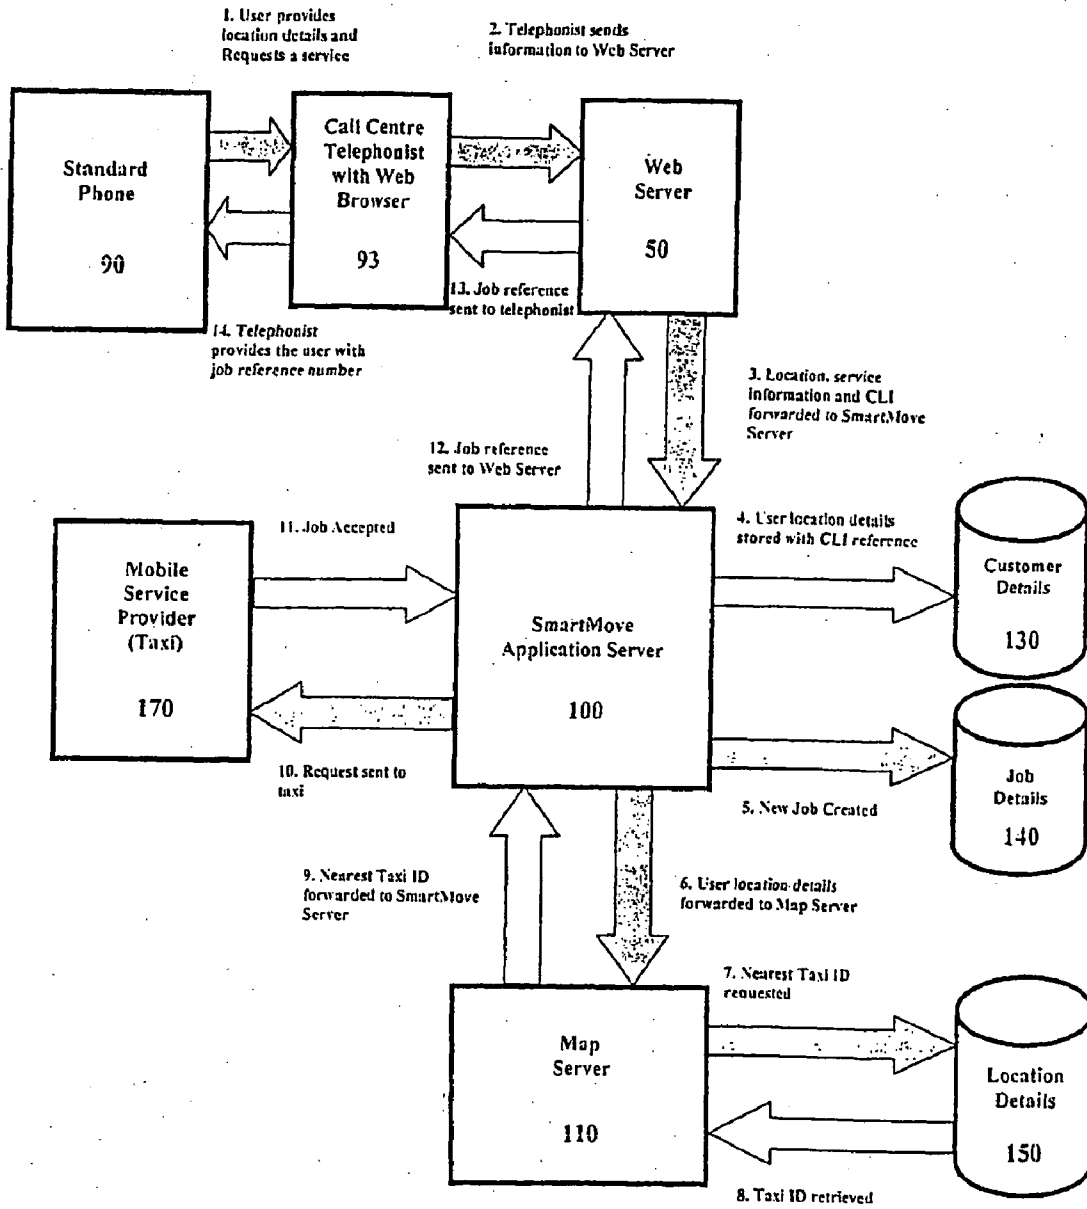 1. User provides
location details and
Requests a service
2. Telephonist sends
information to Web Server
Standard
Phone
90
Call Centre
Telephonist
with Web
Browser
93
Web
Server
50
13. Job reference
sent to telephonist
14. Telephonist
provides the user with
job reference number
3. Location, service
information and CLI
forwarded to SmartMove
Server
12. Job reference
sent to Web Server
11. Job Accepted
4. User location details
stored with CLI reference
Mobile
Service
Provider
(Taxi)
170
SmartMove
Application Server
100
Customer
Details
130
10. Request sent to
taxi
5. New Job Created
Job
Details
140
9. Nearest Taxi ID
forwarded to SmartMove
Server
6. User location details
forwarded to Map Server
7. Nearest Taxi ID
requested
Map
Server
110
Location
Details
150
8. Taxi ID retrieved